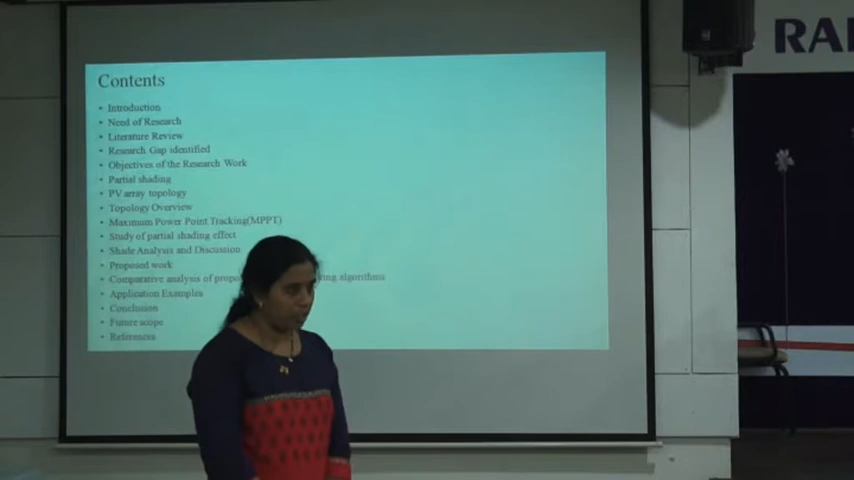 RAI
Contents
• Introduction
• Need of Research
• Literature Review
• Research Gap identified
• Objectives of the Research Work
• Partial shading
• PV array topology
• Topology Overview
• Maximum Power Point Tracking(MPPT)
• Study of partial shading effect
• Shade Analysis and Discussion
• Proposed work
• Comparative analysis of propo king algorithms
• Application Examples
• Conclusion
• Future scope
• References